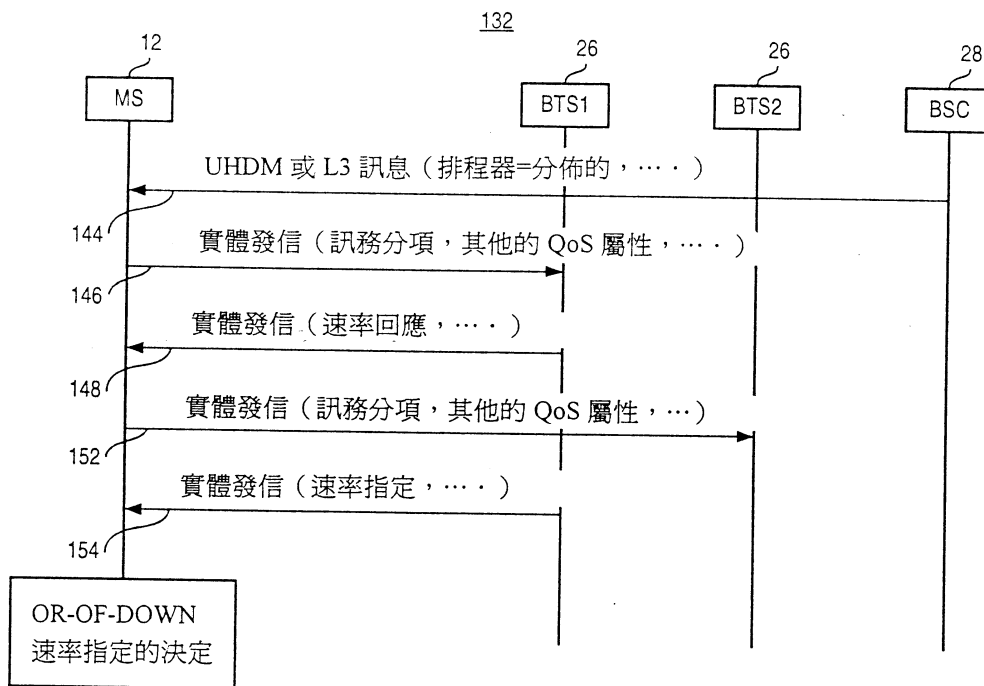 132
12
26
26
28
MS
BTS1
BTS2
BSC
UHDM 或 L3 訊息（排程器=分佈的，‧‧‧‧）
144
實體發信（訊務分項，其他的 QoS 屬性，‧‧‧‧）
146
實體發信（速率回應，‧‧‧‧）
148
實體發信（訊務分項，其他的 QoS 屬性，‧‧‧）
152
實體發信（速率指定，‧‧‧‧）
154
OR-OF-DOWN
速率指定的決定